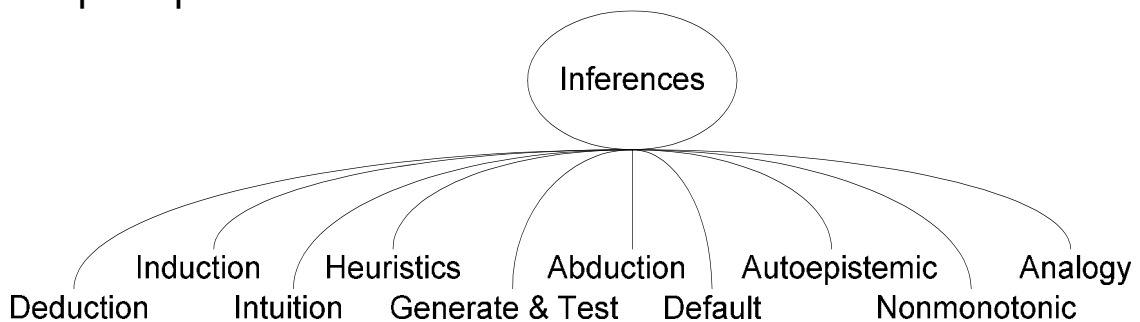 Inferences
Induction Heuristics Abduction Autoepistemic Analogy
Deduction Intuition Generate & Test Default Nonmonotonic